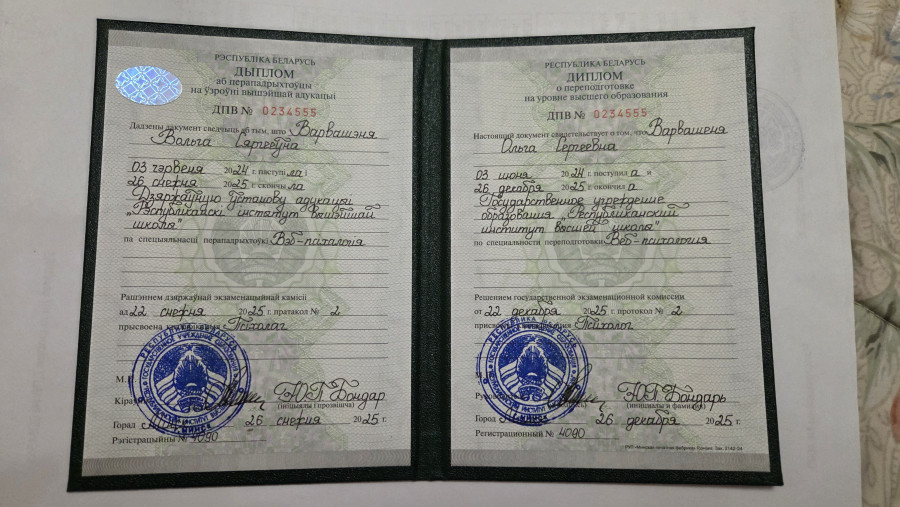 РЭСПУБЛІКА БЕЛАРУСЬ
ДЫПЛОМ
аб перападрыхтоўцы
на ўзроўні вышэйшай адукацыі
ДПВ № 0234555
Дадзены дакумент сведчыць аб тым, што Варвашэня
Вольга Сяргееўна
03 чэрвеня 2024 г. паступіла і
26 снежня 2025 г. скончыла
Дзяржаўную ўстанову адукацыі
„Рэспубліканскі інстытут вышэйшай
школы"
па спецыяльнасці перападрыхтоўкі Вэб-псіхалогія
Рашэннем дзяржаўнай экзаменацыйнай камісіі
ад 22 снежня 2025 г. пратакол № 2
прысвоена Псіхолаг
М.
Ю П Бондар
(ініцыялы і прозвішча)
Горад МИНСК 26 снежня 2025 г.
Рэгістрацыйны № 4090
РЕСПУБЛИКА БЕЛАРУСЬ
ДИПЛОМ
о переподготовке
на уровне высшего образования
ДПВ № 0234555
Настоящий документ свидетельствует о том, что Варвашеня
Ольга Сергеевна
03 июня 2024 г. поступила и
26 декабря 2025 г. окончила
Государственное учреждение
образования „Республиканский
институт высшей школы"
по специальности переподготовки Веб-психология
Решением государственной экзаменационной комиссии
от 22 декабря 2025 г. протокол № 2
Психолог
М.
Ю П Бондарь
(инициалы и фамилия)
Город 26 декабря 2025 г.
Регистрационный № 4090